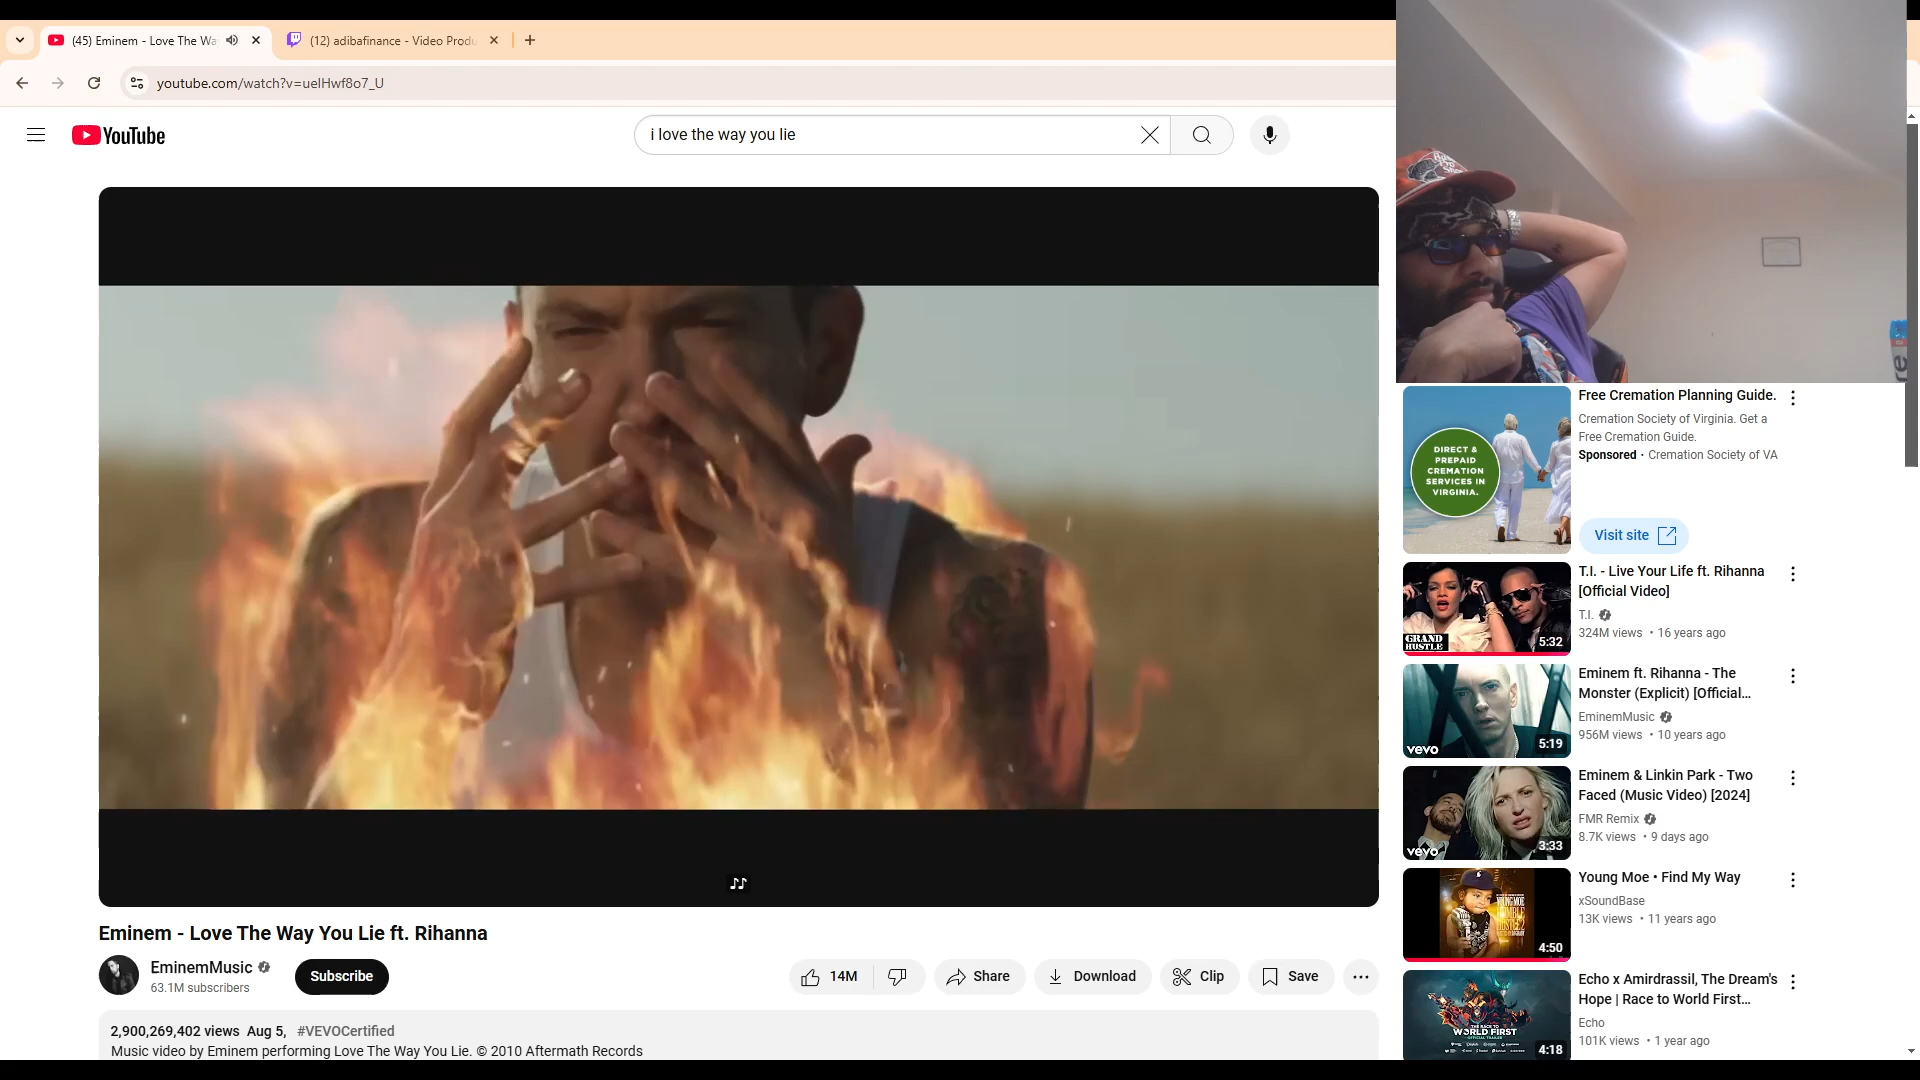 (45) Eminem - Love The Wa
(12) adibafinance - Video Produ
youtube.com/watch?v=uelHwf8o7_U
YouTube
i love the way you lie
Free Cremation Planning Guide.
Cremation Society of Virginia. Get a
Free Cremation Guide.
Sponsored · Cremation Society of VA
DIRECT &
PREPAID
CREMATION
SERVICES IN
VIRGINIA.
Visit site
T.I. - Live Your Life ft. Rihanna
[Official Video]
T.I.
324M views • 16 years ago
GRAND
HUSTLE
5:32
Eminem ft. Rihanna - The
Monster (Explicit) [Official...
EminemMusic
956M views • 10 years ago
vevo
5:19
Eminem & Linkin Park - Two
Faced (Music Video) [2024]
FMR Remix
8.7K views • 9 days ago
vevo
3:33
Young Moe • Find My Way
xSoundBase
13K views • 11 years ago
4:50
Echo x Amirdrassil, The Dream's
Hope | Race to World First...
Echo
101K views • 1 year ago
THE RACE TO
WORLD FIRST
4:18
Eminem - Love The Way You Lie ft. Rihanna
EminemMusic
63.1M subscribers
Subscribe
14M
Share
Download
Clip
Save
2,900,269,402 views Aug 5, #VEVOCertified
Music video by Eminem performing Love The Way You Lie. © 2010 Aftermath Records